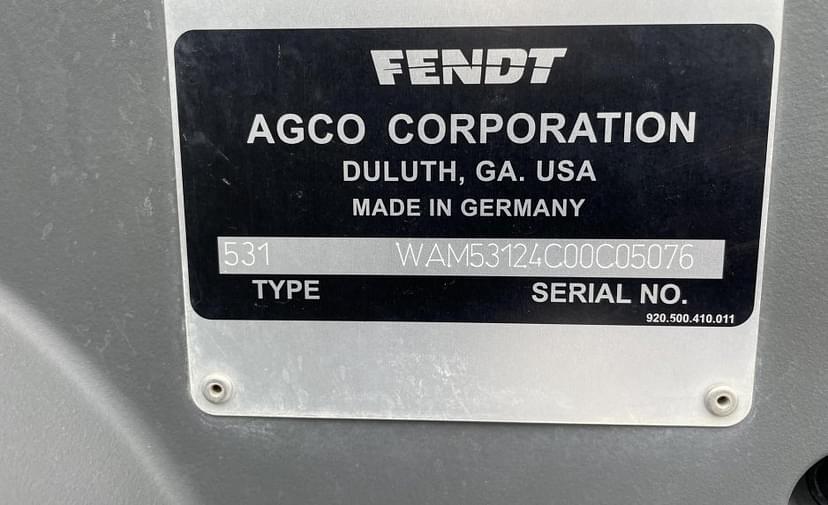 FENDT
AGCO CORPORATION
DULUTH, GA. USA
MADE IN GERMANY
531 WAM53124C00C05076
TYPE SERIAL NO.
920.500.410.011